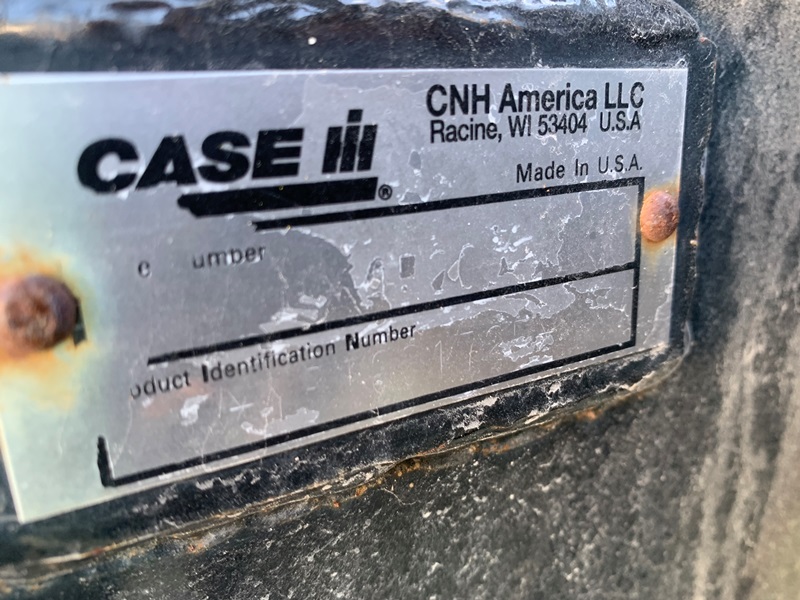 CASE IH®
CNH America LLC
Racine, WI 53404 U.S.A
Made In U.S.A.
e umber
oduct Identification Number